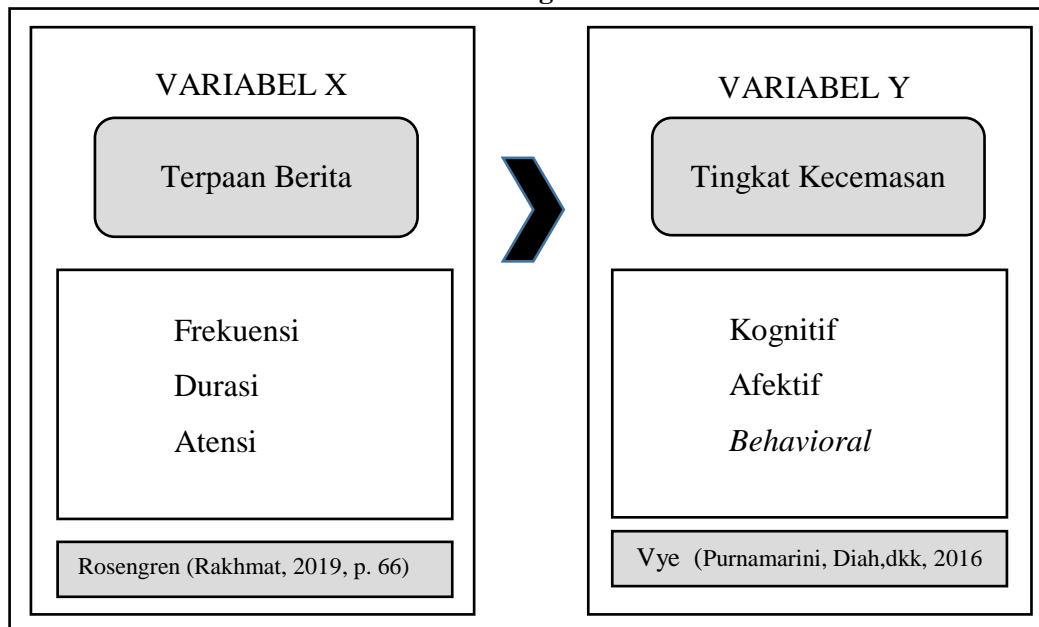 VARIABEL X
Terpaan Berita
Frekuensi
Durasi
Atensi
Rosengren (Rakhmat, 2019, p. 66)
VARIABEL Y
Tingkat Kecemasan
Kognitif
Afektif
Behavioral
Vye (Purnamarini, Diah,dkk, 2016